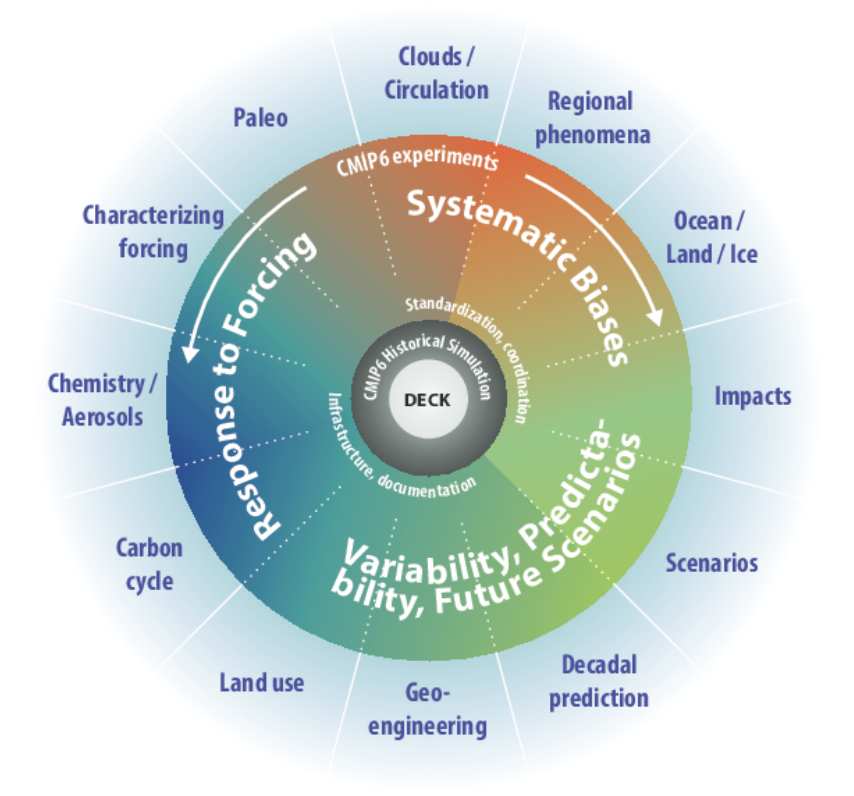 Clouds /
Circulation
Regional
phenomena
Ocean /
Land / Ice
Impacts
Scenarios
Decadal
prediction
Geo-
engineering
Land use
Carbon
cycle
Chemistry /
Aerosols
Characterizing
forcing
Paleo
CMIP6 experiments
Systematic Biases
Variability, Predicta-
bility, Future Scenarios
Response to Forcing
Standardization, coordination
Infrastructure, documentation
CMIP6 Historical Simulation
DECK